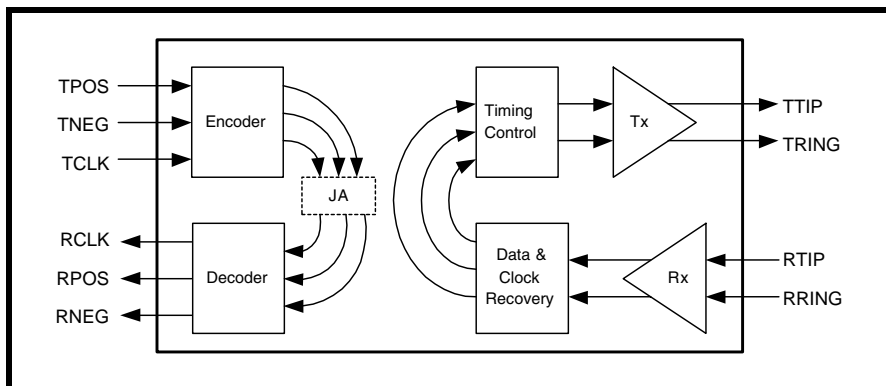 TPOS
TNEG
TCLK
Encoder
JA
Timing
Control
Tx
TTIP
TRING
RCLK
RPOS
RNEG
Decoder
Data &
Clock
Recovery
Rx
RTIP
RRING